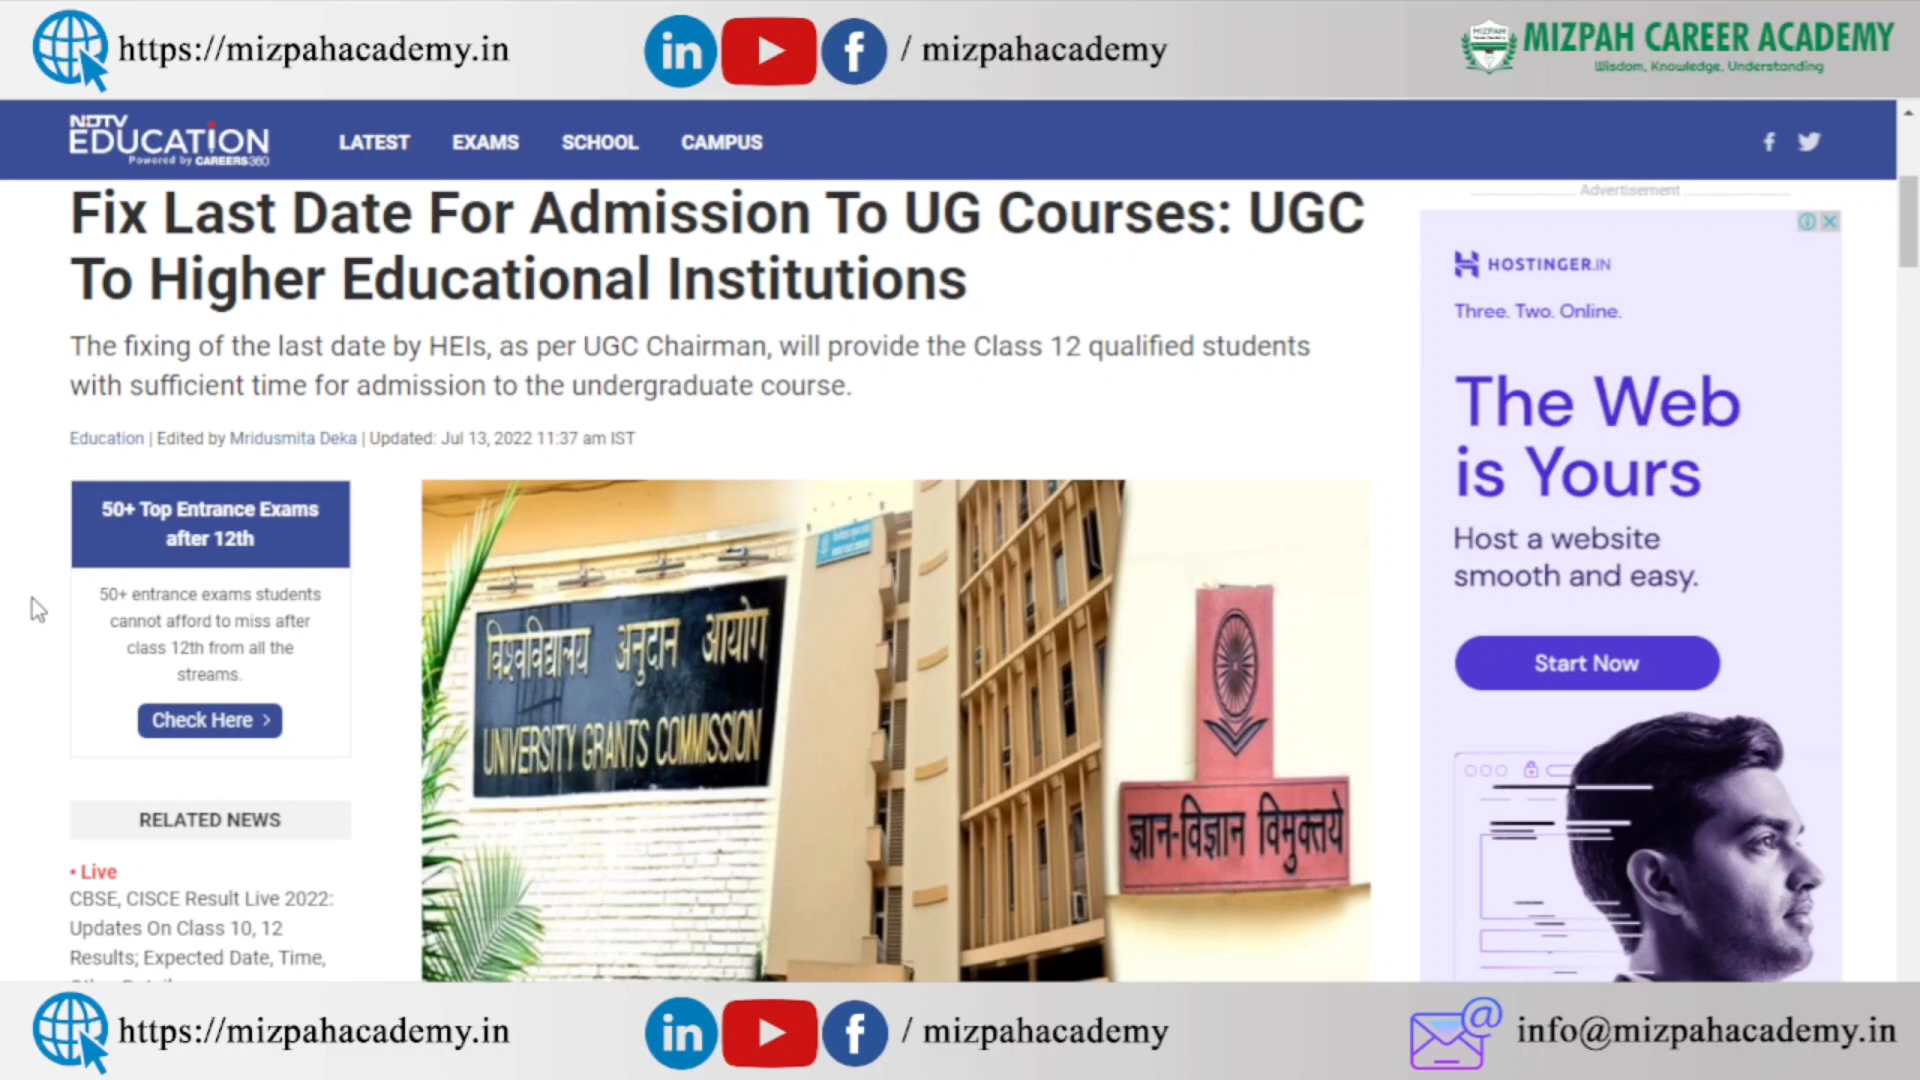 https://mizpahacademy.in
in f / mizpahacademy
MIZPAH
MIZPAH CAREER ACADEMY
Wisdom, Knowledge, Understanding
NDTV
EDUCATION
Powered by CAREERS360
LATEST EXAMS SCHOOL CAMPUS
Fix Last Date For Admission To UG Courses: UGC
To Higher Educational Institutions
The fixing of the last date by HEIs, as per UGC Chairman, will provide the Class 12 qualified students
with sufficient time for admission to the undergraduate course.
Education | Edited by Mridusmita Deka | Updated: Jul 13, 2022 11:37 am IST
50+ Top Entrance Exams
after 12th
50+ entrance exams students
cannot afford to miss after
class 12th from all the
streams.
Check Here >
RELATED NEWS
• Live
CBSE, CISCE Result Live 2022:
Updates On Class 10, 12
Results; Expected Date, Time,
विश्वविद्यालय अनुदान आयोग
UNIVERSITY GRANTS COMMISSION
ज्ञान-विज्ञान विमुक्तये
Advertisement
HOSTINGER.IN
Three. Two. Online.
The Web
is Yours
Host a website
smooth and easy.
Start Now
https://mizpahacademy.in
in f / mizpahacademy
@ info@mizpahacademy.in